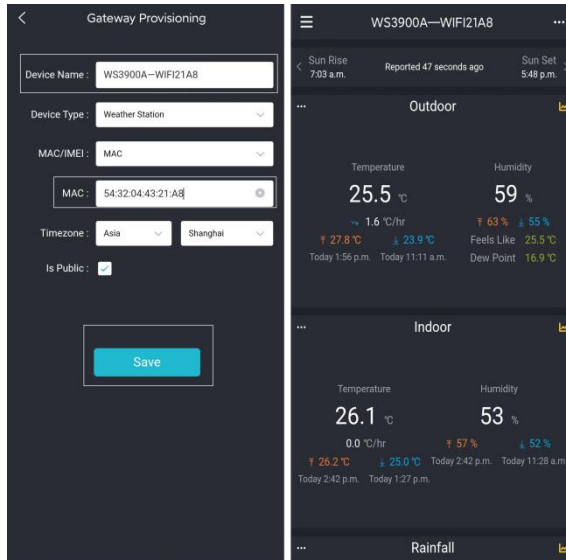 Gateway Provisioning
Device Name : WS3900A—WIFI21A8
Device Type : Weather Station
MAC/IMEI : MAC
MAC : 54:32:04:43:21:A8
Timezone : Asia Shanghai
Is Public :
Save
WS3900A—WIFI21A8
Sun Rise
7:03 a.m.
Reported 47 seconds ago
Sun Set
5:48 p.m.
Outdoor
Temperature Humidity
25.5 ℃ 59 %
1.6 ℃/hr 63 % 55 %
27.8 ℃ 23.9 ℃ Feels Like 25.5 ℃
Today 1:56 p.m. Today 11:11 a.m. Dew Point 16.9 ℃
Indoor
Temperature Humidity
26.1 ℃ 53 %
0.0 ℃/hr 57 % 52 %
26.2 ℃ 25.0 ℃ Today 2:42 p.m. Today 11:28 a.m
Today 2:42 p.m. Today 1:27 p.m.
Rainfall